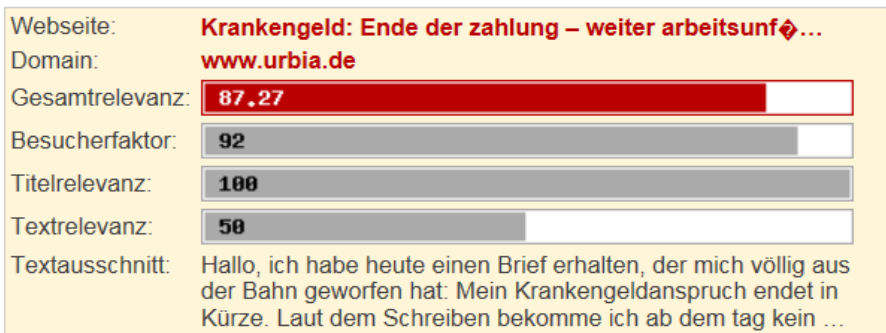 Webseite: Krankengeld: Ende der zahlung – weiter arbeitsunf�...
Domain: www.urbia.de
Gesamtrelevanz: 87.27
Besucherfaktor: 92
Titelrelevanz: 100
Textrelevanz: 50
Textausschnitt: Hallo, ich habe heute einen Brief erhalten, der mich völlig aus
der Bahn geworfen hat: Mein Krankengeldanspruch endet in
Kürze. Laut dem Schreiben bekomme ich ab dem tag kein ...